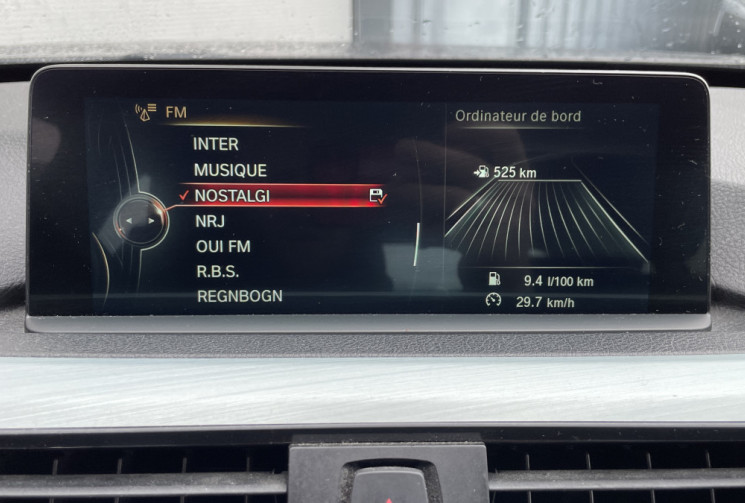 FM
INTER
MUSIQUE
NOSTALGI
NRJ
OUI FM
R.B.S.
REGNBOGN
Ordinateur de bord
525 km
9.4 l/100 km
29.7 km/h